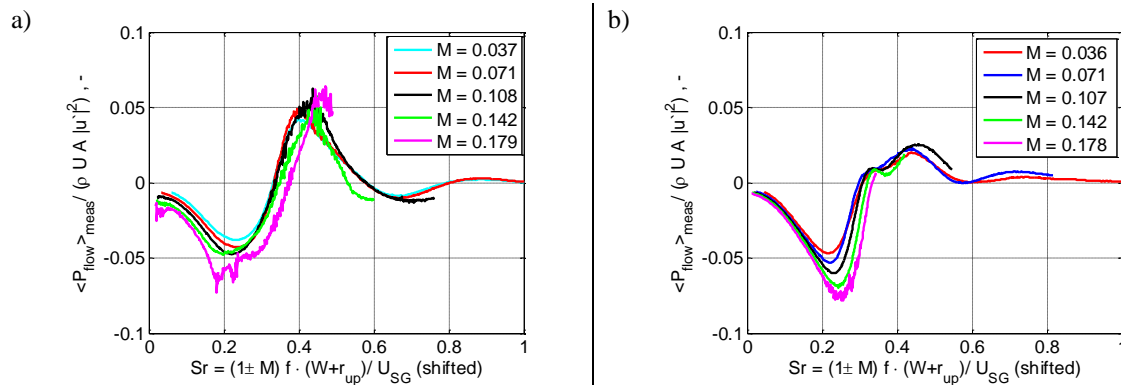 a)
0.1
0.05
0
-0.05
-0.1
<P_flow>_meas/ (ρ U A |u`|²) , -
M = 0.037
M = 0.071
M = 0.108
M = 0.142
M = 0.179
0 0.2 0.4 0.6 0.8 1
Sr = (1± M) f · (W+r_up)/ U_SG (shifted)
b)
0.1
0.05
0
-0.05
-0.1
<P_flow>_meas/ (ρ U A |u`|²) , -
M = 0.036
M = 0.071
M = 0.107
M = 0.142
M = 0.178
0 0.2 0.4 0.6 0.8 1
Sr = (1± M) f · (W+r_up)/ U_SG (shifted)